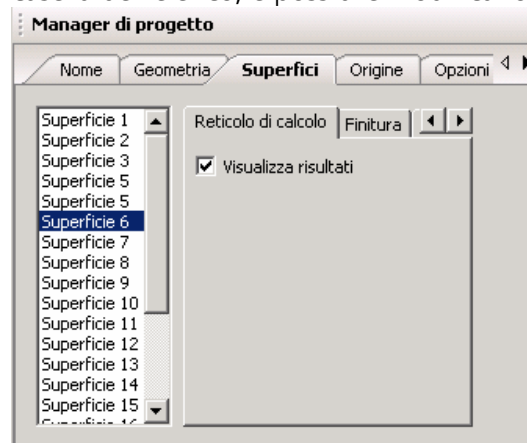 Manager di progetto
Nome Geometria Superfici Origine Opzioni
Superficie 1
Superficie 2
Superficie 3
Superficie 5
Superficie 5
Superficie 6
Superficie 7
Superficie 8
Superficie 9
Superficie 10
Superficie 11
Superficie 12
Superficie 13
Superficie 14
Superficie 15
Reticolo di calcolo Finitura
Visualizza risultati